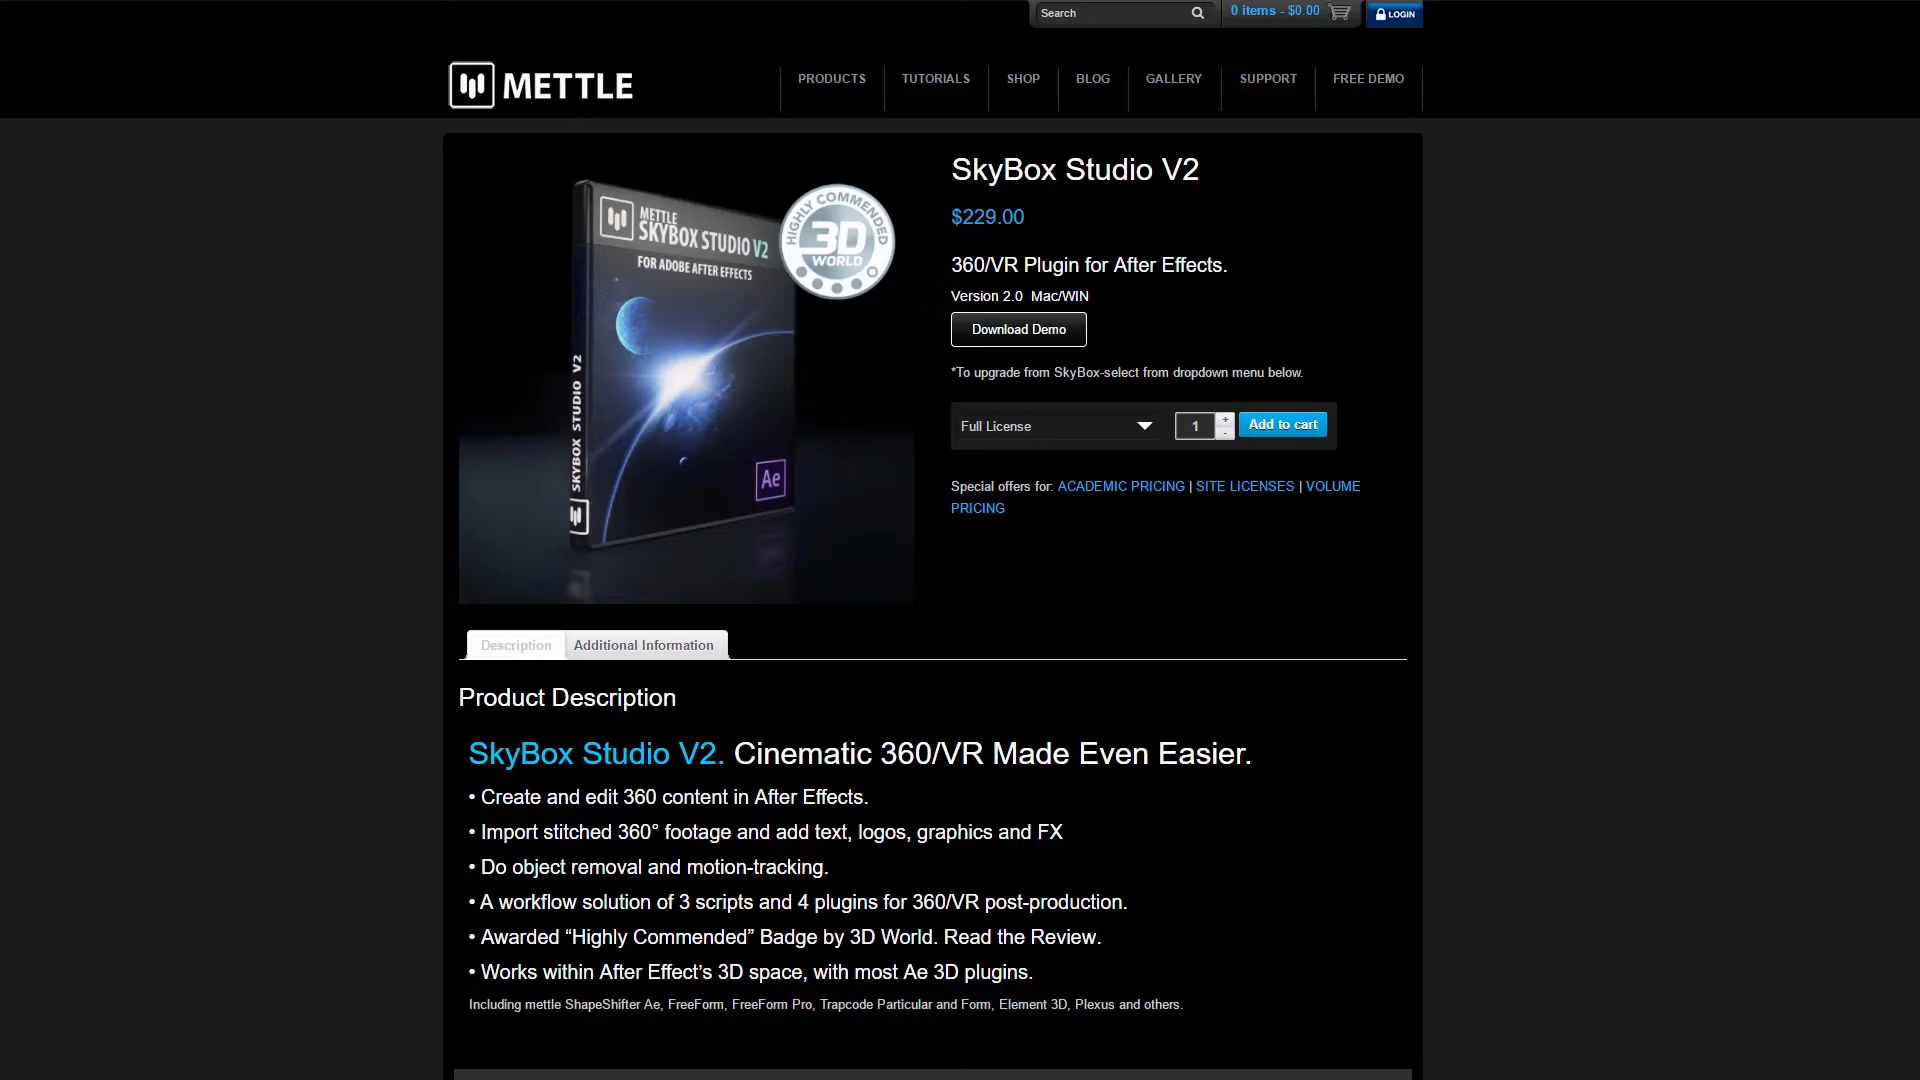 Search
0 items - $0.00
LOGIN
METTLE
PRODUCTS
TUTORIALS
SHOP
BLOG
GALLERY
SUPPORT
FREE DEMO
METTLE
SKYBOX STUDIO V2
FOR ADOBE AFTER EFFECTS
SKYBOX STUDIO V2
Ae
HIGHLY COMMENDED
3D
WORLD
SkyBox Studio V2
$229.00
360/VR Plugin for After Effects.
Version 2.0 Mac/WIN
Download Demo
*To upgrade from SkyBox-select from dropdown menu below.
Full License
1
+
-
Add to cart
Special offers for: ACADEMIC PRICING | SITE LICENSES | VOLUME
PRICING
Description
Additional Information
Product Description
SkyBox Studio V2. Cinematic 360/VR Made Even Easier.
• Create and edit 360 content in After Effects.
• Import stitched 360° footage and add text, logos, graphics and FX
• Do object removal and motion-tracking.
• A workflow solution of 3 scripts and 4 plugins for 360/VR post-production.
• Awarded “Highly Commended” Badge by 3D World. Read the Review.
• Works within After Effect’s 3D space, with most Ae 3D plugins.
Including mettle ShapeShifter Ae, FreeForm, FreeForm Pro, Trapcode Particular and Form, Element 3D, Plexus and others.